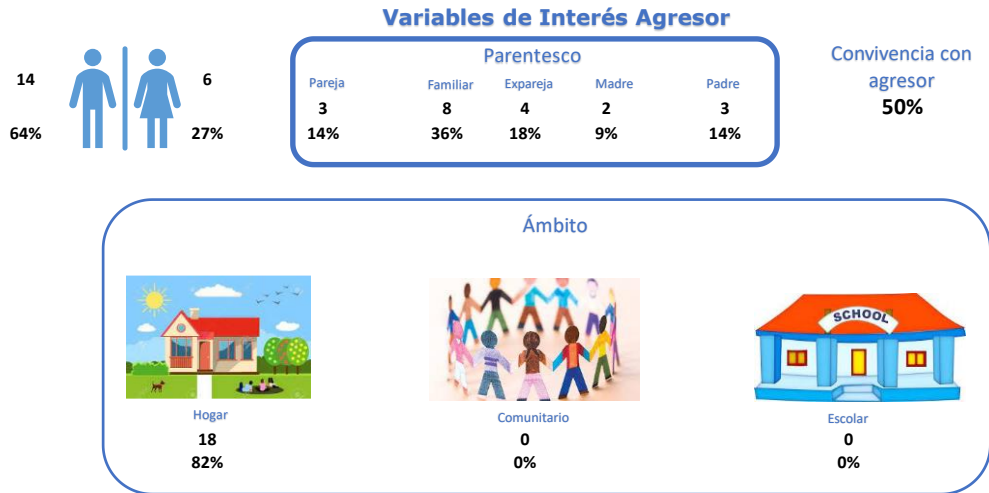 Variables de Interés Agresor
14
6
64%
27%
Parentesco
Pareja Familiar Expareja Madre Padre
3 8 4 2 3
14% 36% 18% 9% 14%
Convivencia con
agresor
50%
Ámbito
SCHOOL
Hogar Comunitario Escolar
18 0 0
82% 0% 0%